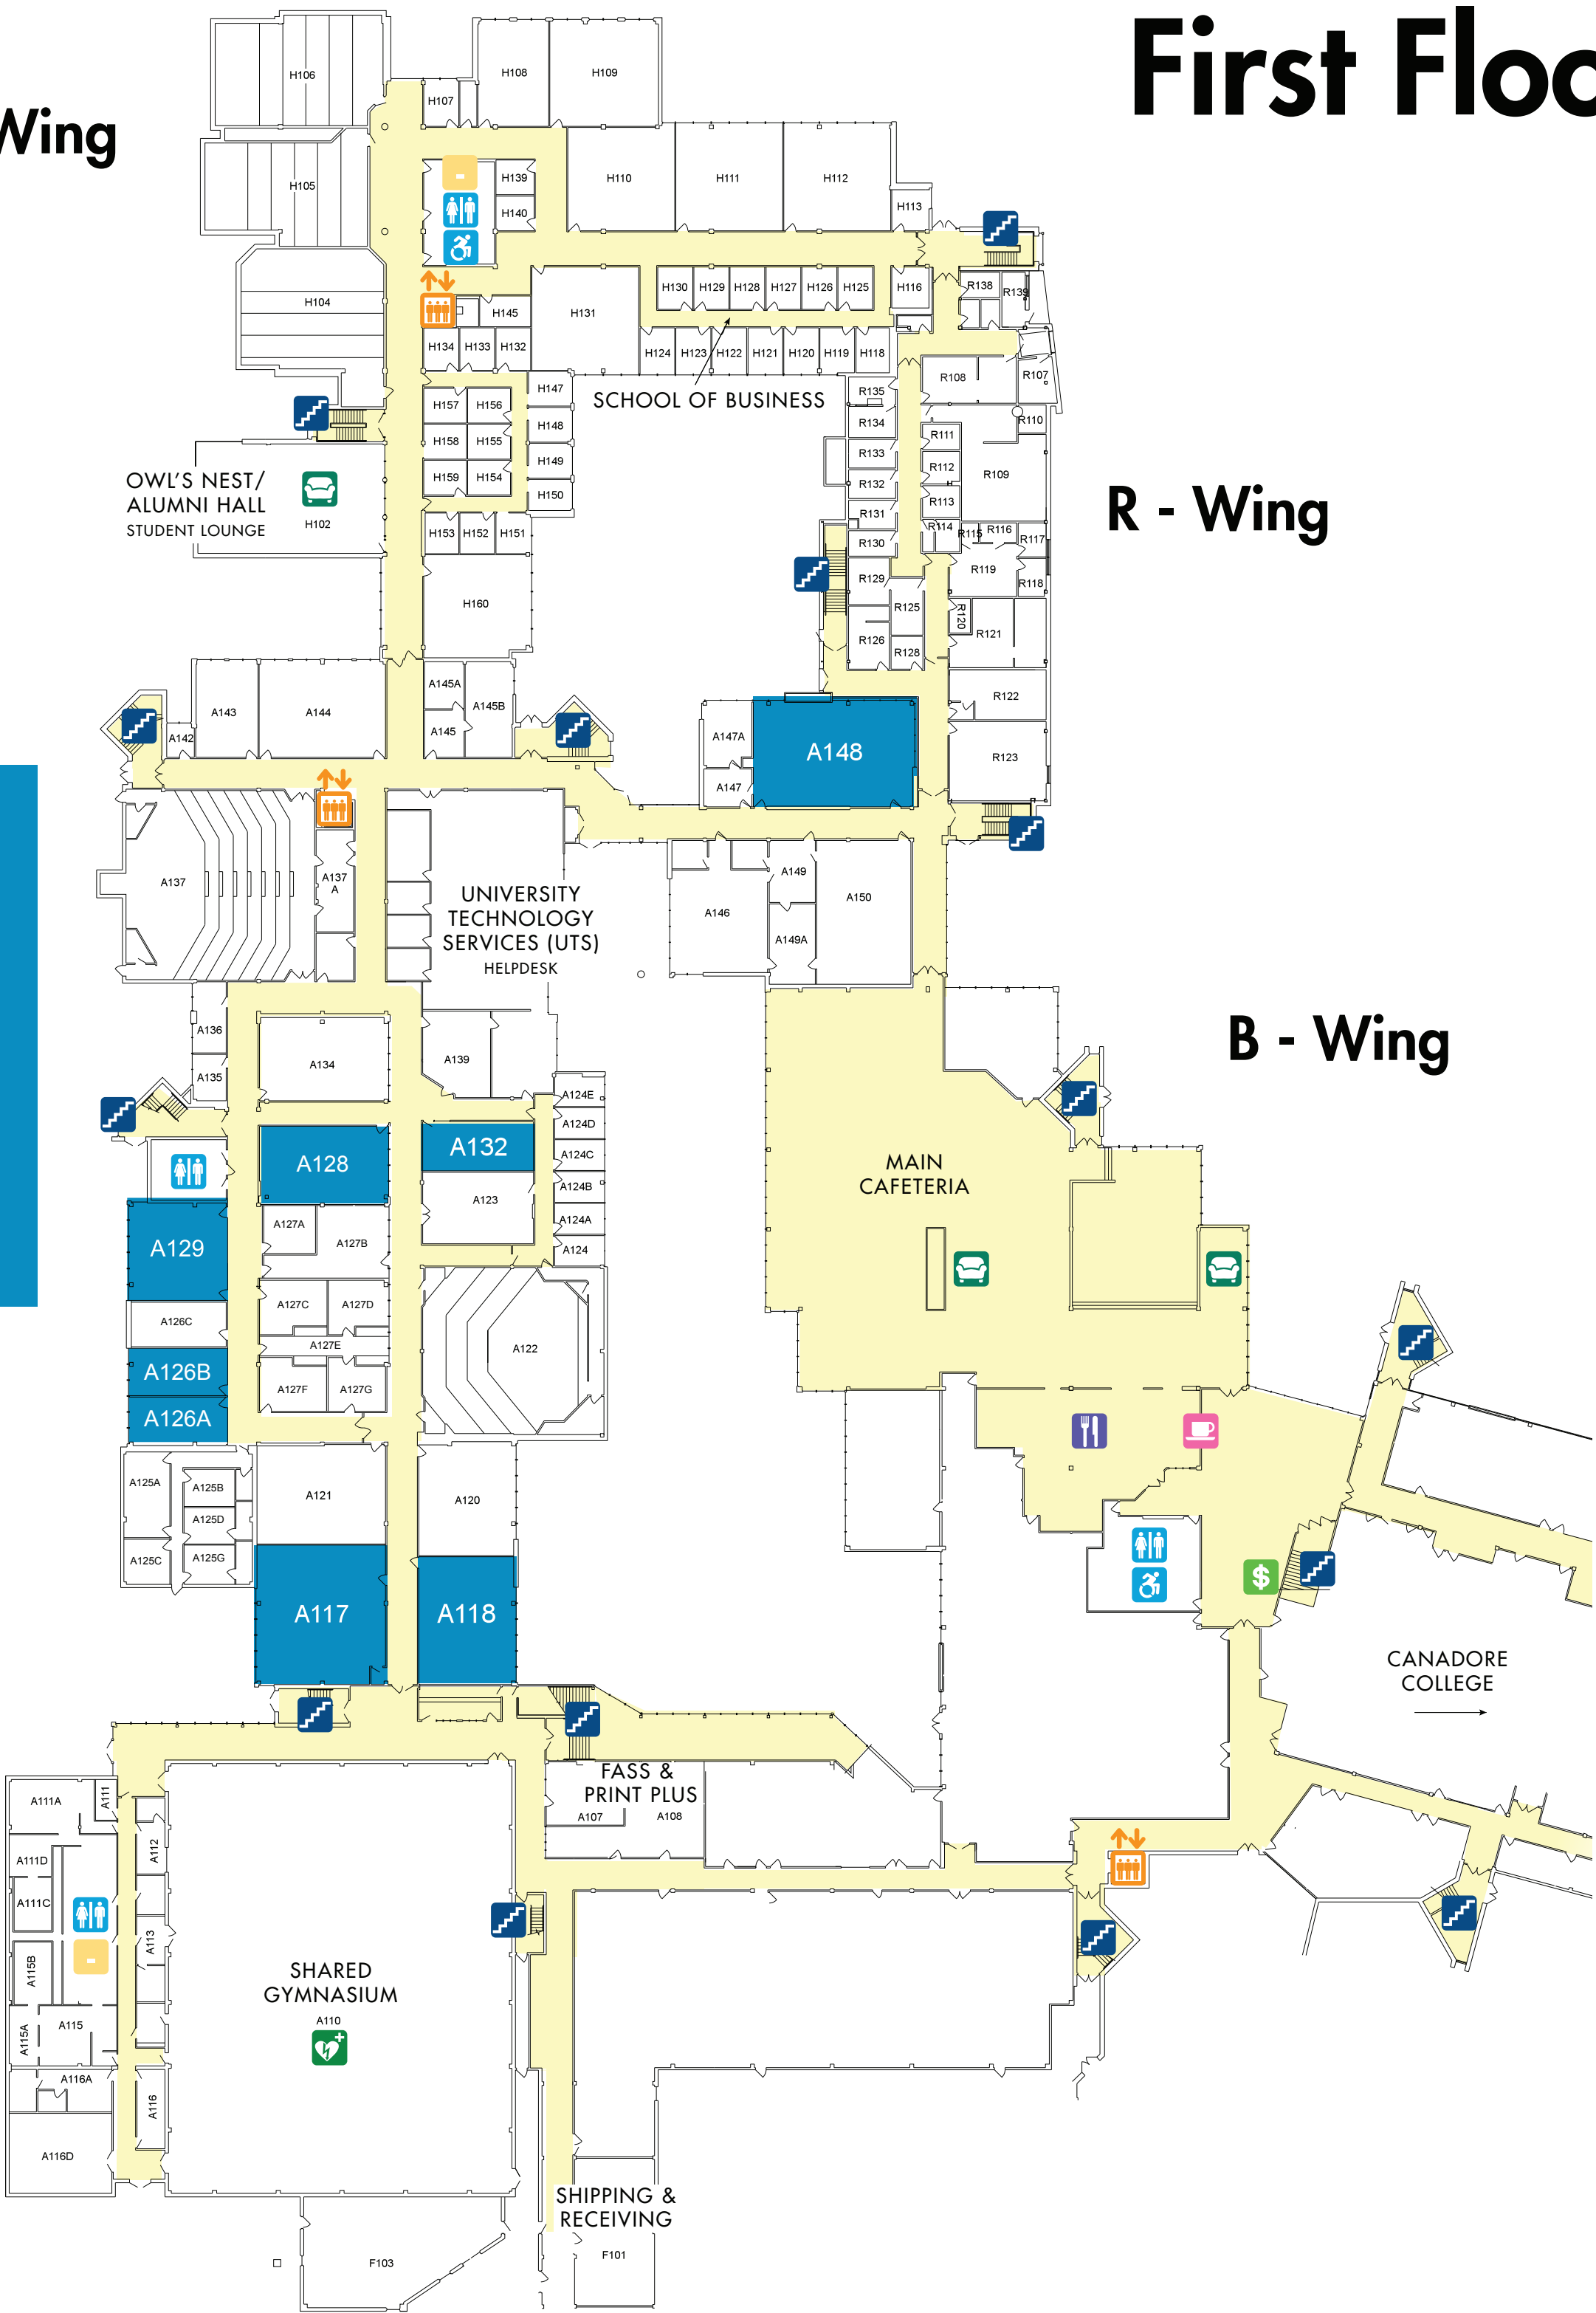 First Floo
Wing
H106
H108
H109
H107
H105
H139
H140
H110
H111
H112
H113
-
H104
H145
H134
H133
H132
H131
H130
H129
H128
H127
H126
H125
H116
H124
H123
H122
H121
H120
H119
H118
R138
R139
R108
R107
SCHOOL OF BUSINESS
H157
H156
H147
H158
H155
H148
H159
H154
H149
H150
H153
H152
H151
H160
OWL'S NEST/
ALUMNI HALL
STUDENT LOUNGE
H102
R135
R134
R133
R132
R131
R130
R129
R126
R125
R128
R110
R111
R112
R113
R109
R114
R115
R116
R117
R119
R118
R120
R121
R122
R123
R - Wing
A142
A143
A144
A145A
A145B
A145
A147A
A147
A148
A137
A137
A
UNIVERSITY
TECHNOLOGY
SERVICES (UTS)
HELPDESK
A146
A149
A149A
A150
A136
A135
A134
A139
B - Wing
A124E
A124D
A124C
A124B
A124A
A124
A128
A132
A123
A129
A127A
A127B
A126C
A127C
A127D
A127E
A126B
A127F
A127G
A126A
A122
MAIN
CAFETERIA
A125A
A125B
A125D
A125C
A125G
A121
A120
A117
A118
$
CANADORE
COLLEGE
FASS &
PRINT PLUS
A107
A108
A111A
A111
A112
A111D
A111C
A113
-
A115B
A115
A115A
A116A
A116
A116D
SHARED
GYMNASIUM
A110
SHIPPING &
RECEIVING
F101
F103